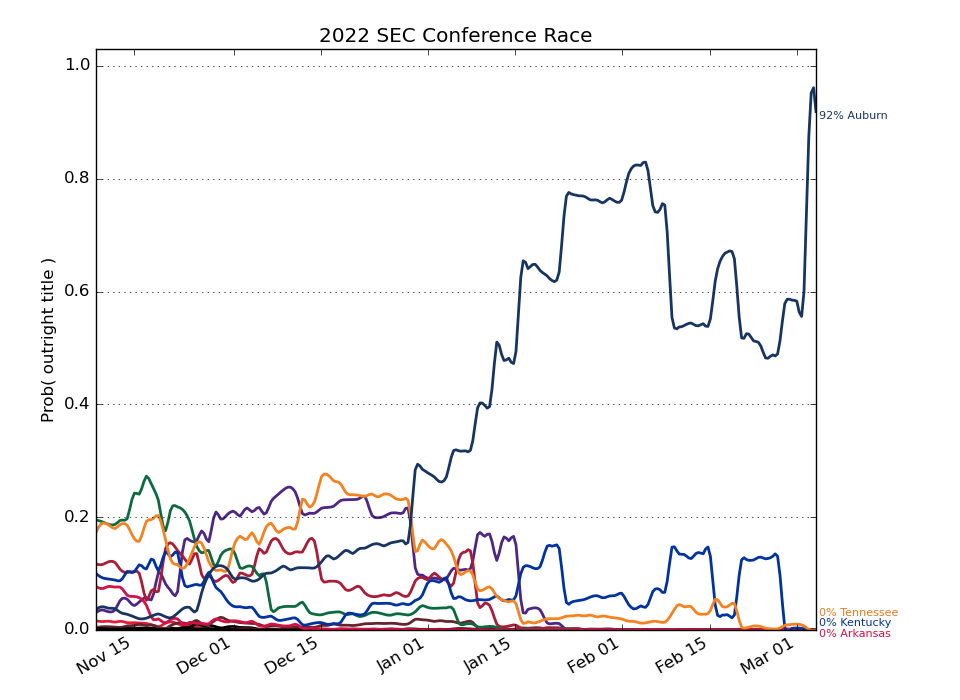 2022 SEC Conference Race
Prob( outright title )
1.0
0.8
0.6
0.4
0.2
0.0
Nov 15
Dec 01
Dec 15
Jan 01
Jan 15
Feb 01
Feb 15
Mar 01
92% Auburn
0% Tennessee
0% Kentucky
0% Arkansas